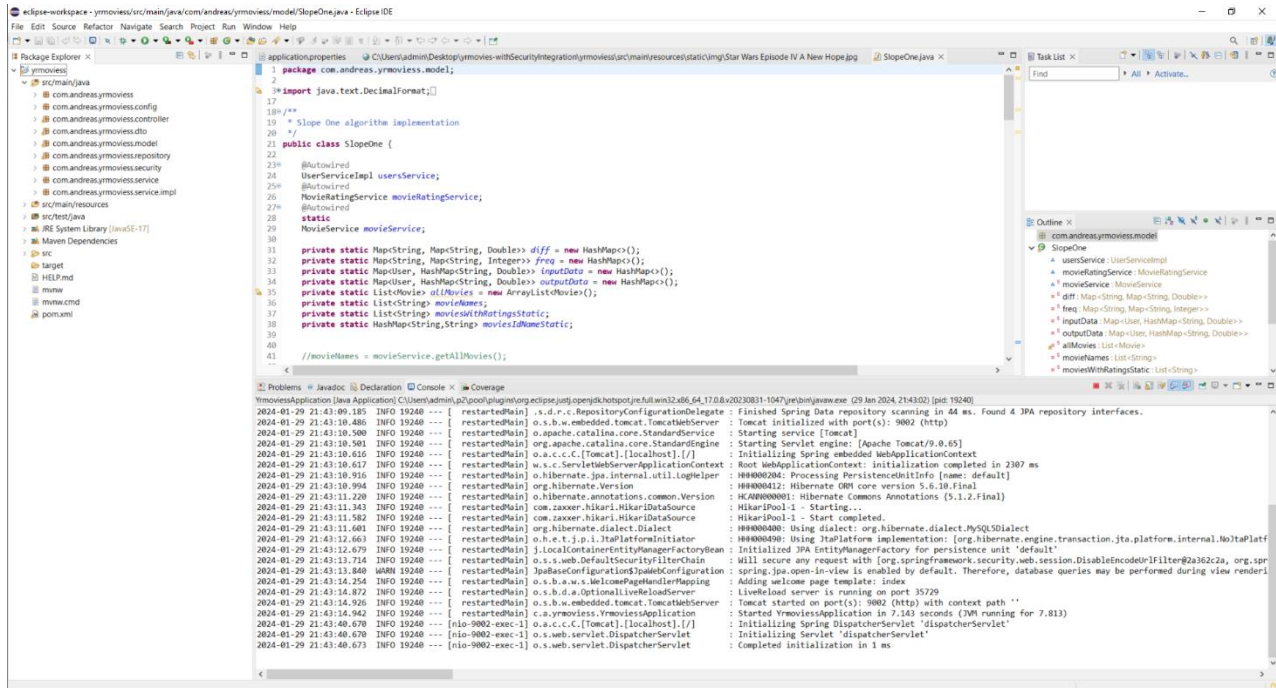 eclipse-workspace - yrmoviess/src/main/java/com/andreas/yrmoviess/model/SlopeOne.java - Eclipse IDE
File Edit Source Refactor Navigate Search Project Run Window Help
Package Explorer
yrmoviess
src/main/java
com.andreas.yrmoviess
com.andreas.yrmoviess.config
com.andreas.yrmoviess.controller
com.andreas.yrmoviess.dto
com.andreas.yrmoviess.model
com.andreas.yrmoviess.repository
com.andreas.yrmoviess.security
com.andreas.yrmoviess.service
com.andreas.yrmoviess.service.impl
src/main/resources
src/test/java
JRE System Library [JavaSE-17]
Maven Dependencies
src
target
HELP.md
mvnw
mvnw.cmd
pom.xml
application.properties C:\Users\admin\Desktop\yrmovies-withSecurityIntegration\yrmoviess\src\main\resources\static\img\Star Wars Episode IV A New Hope.jpg SlopeOne.java
1 package com.andreas.yrmoviess.model;
2
3 import java.text.DecimalFormat;
17
18 /**
19 * Slope One algorithm implementation
20 */
21 public class SlopeOne {
22
23 @Autowired
24 UserServiceImpl usersService;
25 @Autowired
26 MovieRatingService movieRatingService;
27 @Autowired
28 static
29 MovieService movieService;
30
31 private static Map<String, Map<String, Double>> diff = new HashMap<>();
32 private static Map<String, Map<String, Integer>> freq = new HashMap<>();
33 private static Map<User, HashMap<String, Double>> inputData = new HashMap<>();
34 private static Map<User, HashMap<String, Double>> outputData = new HashMap<>();
35 private static List<Movie> allMovies = new ArrayList<Movie>();
36 private static List<String> movieNames;
37 private static List<String> moviesWithRatingsStatic;
38 private static HashMap<String,String> moviesIdNameStatic;
39
40
41 //movieNames = movieService.getAllMovies();
Task List
Find All Activate...
Outline
com.andreas.yrmoviess.model
SlopeOne
usersService : UserServiceImpl
movieRatingService : MovieRatingService
movieService : MovieService
diff : Map<String, Map<String, Double>>
freq : Map<String, Map<String, Integer>>
inputData : Map<User, HashMap<String, Double>>
outputData : Map<User, HashMap<String, Double>>
allMovies : List<Movie>
movieNames : List<String>
moviesWithRatingsStatic : List<String>
Problems Javadoc Declaration Console Coverage
YrmoviessApplication [Java Application] C:\Users\admin\.p2\pool\plugins\org.eclipse.justj.openjdk.hotspot.jre.full.win32.x86_64_17.0.8.v20230831-1047\jre\bin\javaw.exe (29 Jan 2024, 21:43:02) [pid: 19240]
2024-01-29 21:43:09.185 INFO 19240 --- [ restartedMain] .s.d.r.c.RepositoryConfigurationDelegate : Finished Spring Data repository scanning in 44 ms. Found 4 JPA repository interfaces.
2024-01-29 21:43:10.486 INFO 19240 --- [ restartedMain] o.s.b.w.embedded.tomcat.TomcatWebServer : Tomcat initialized with port(s): 9002 (http)
2024-01-29 21:43:10.500 INFO 19240 --- [ restartedMain] o.apache.catalina.core.StandardService : Starting service [Tomcat]
2024-01-29 21:43:10.501 INFO 19240 --- [ restartedMain] org.apache.catalina.core.StandardEngine : Starting Servlet engine: [Apache Tomcat/9.0.65]
2024-01-29 21:43:10.616 INFO 19240 --- [ restartedMain] o.a.c.c.C.[Tomcat].[localhost].[/] : Initializing Spring embedded WebApplicationContext
2024-01-29 21:43:10.617 INFO 19240 --- [ restartedMain] w.s.c.ServletWebServerApplicationContext : Root WebApplicationContext: initialization completed in 2307 ms
2024-01-29 21:43:10.916 INFO 19240 --- [ restartedMain] o.hibernate.jpa.internal.util.LogHelper : HHH000204: Processing PersistenceUnitInfo [name: default]
2024-01-29 21:43:10.994 INFO 19240 --- [ restartedMain] org.hibernate.Version : HHH000412: Hibernate ORM core version 5.6.10.Final
2024-01-29 21:43:11.220 INFO 19240 --- [ restartedMain] o.hibernate.annotations.common.Version : HCANN000001: Hibernate Commons Annotations {5.1.2.Final}
2024-01-29 21:43:11.343 INFO 19240 --- [ restartedMain] com.zaxxer.hikari.HikariDataSource : HikariPool-1 - Starting...
2024-01-29 21:43:11.582 INFO 19240 --- [ restartedMain] com.zaxxer.hikari.HikariDataSource : HikariPool-1 - Start completed.
2024-01-29 21:43:11.601 INFO 19240 --- [ restartedMain] org.hibernate.dialect.Dialect : HHH000400: Using dialect: org.hibernate.dialect.MySQL5Dialect
2024-01-29 21:43:12.663 INFO 19240 --- [ restartedMain] o.h.e.t.j.p.i.JtaPlatformInitiator : HHH000490: Using JtaPlatform implementation: [org.hibernate.engine.transaction.jta.platform.internal.NoJtaPlatf
2024-01-29 21:43:12.679 INFO 19240 --- [ restartedMain] j.LocalContainerEntityManagerFactoryBean : Initialized JPA EntityManagerFactory for persistence unit 'default'
2024-01-29 21:43:13.714 INFO 19240 --- [ restartedMain] o.s.s.web.DefaultSecurityFilterChain : Will secure any request with [org.springframework.security.web.session.DisableEncodeUrlFilter@2a362c2a, org.spr
2024-01-29 21:43:13.840 WARN 19240 --- [ restartedMain] JpaBaseConfiguration$JpaWebConfiguration : spring.jpa.open-in-view is enabled by default. Therefore, database queries may be performed during view renderi
2024-01-29 21:43:14.254 INFO 19240 --- [ restartedMain] o.s.b.a.w.s.WelcomePageHandlerMapping : Adding welcome page template: index
2024-01-29 21:43:14.872 INFO 19240 --- [ restartedMain] o.s.b.d.a.OptionalLiveReloadServer : LiveReload server is running on port 35729
2024-01-29 21:43:14.926 INFO 19240 --- [ restartedMain] o.s.b.w.embedded.tomcat.TomcatWebServer : Tomcat started on port(s): 9002 (http) with context path ''
2024-01-29 21:43:14.942 INFO 19240 --- [ restartedMain] c.a.yrmoviess.YrmoviessApplication : Started YrmoviessApplication in 7.143 seconds (JVM running for 7.813)
2024-01-29 21:43:40.670 INFO 19240 --- [nio-9002-exec-1] o.a.c.c.C.[Tomcat].[localhost].[/] : Initializing Spring DispatcherServlet 'dispatcherServlet'
2024-01-29 21:43:40.670 INFO 19240 --- [nio-9002-exec-1] o.s.web.servlet.DispatcherServlet : Initializing Servlet 'dispatcherServlet'
2024-01-29 21:43:40.673 INFO 19240 --- [nio-9002-exec-1] o.s.web.servlet.DispatcherServlet : Completed initialization in 1 ms